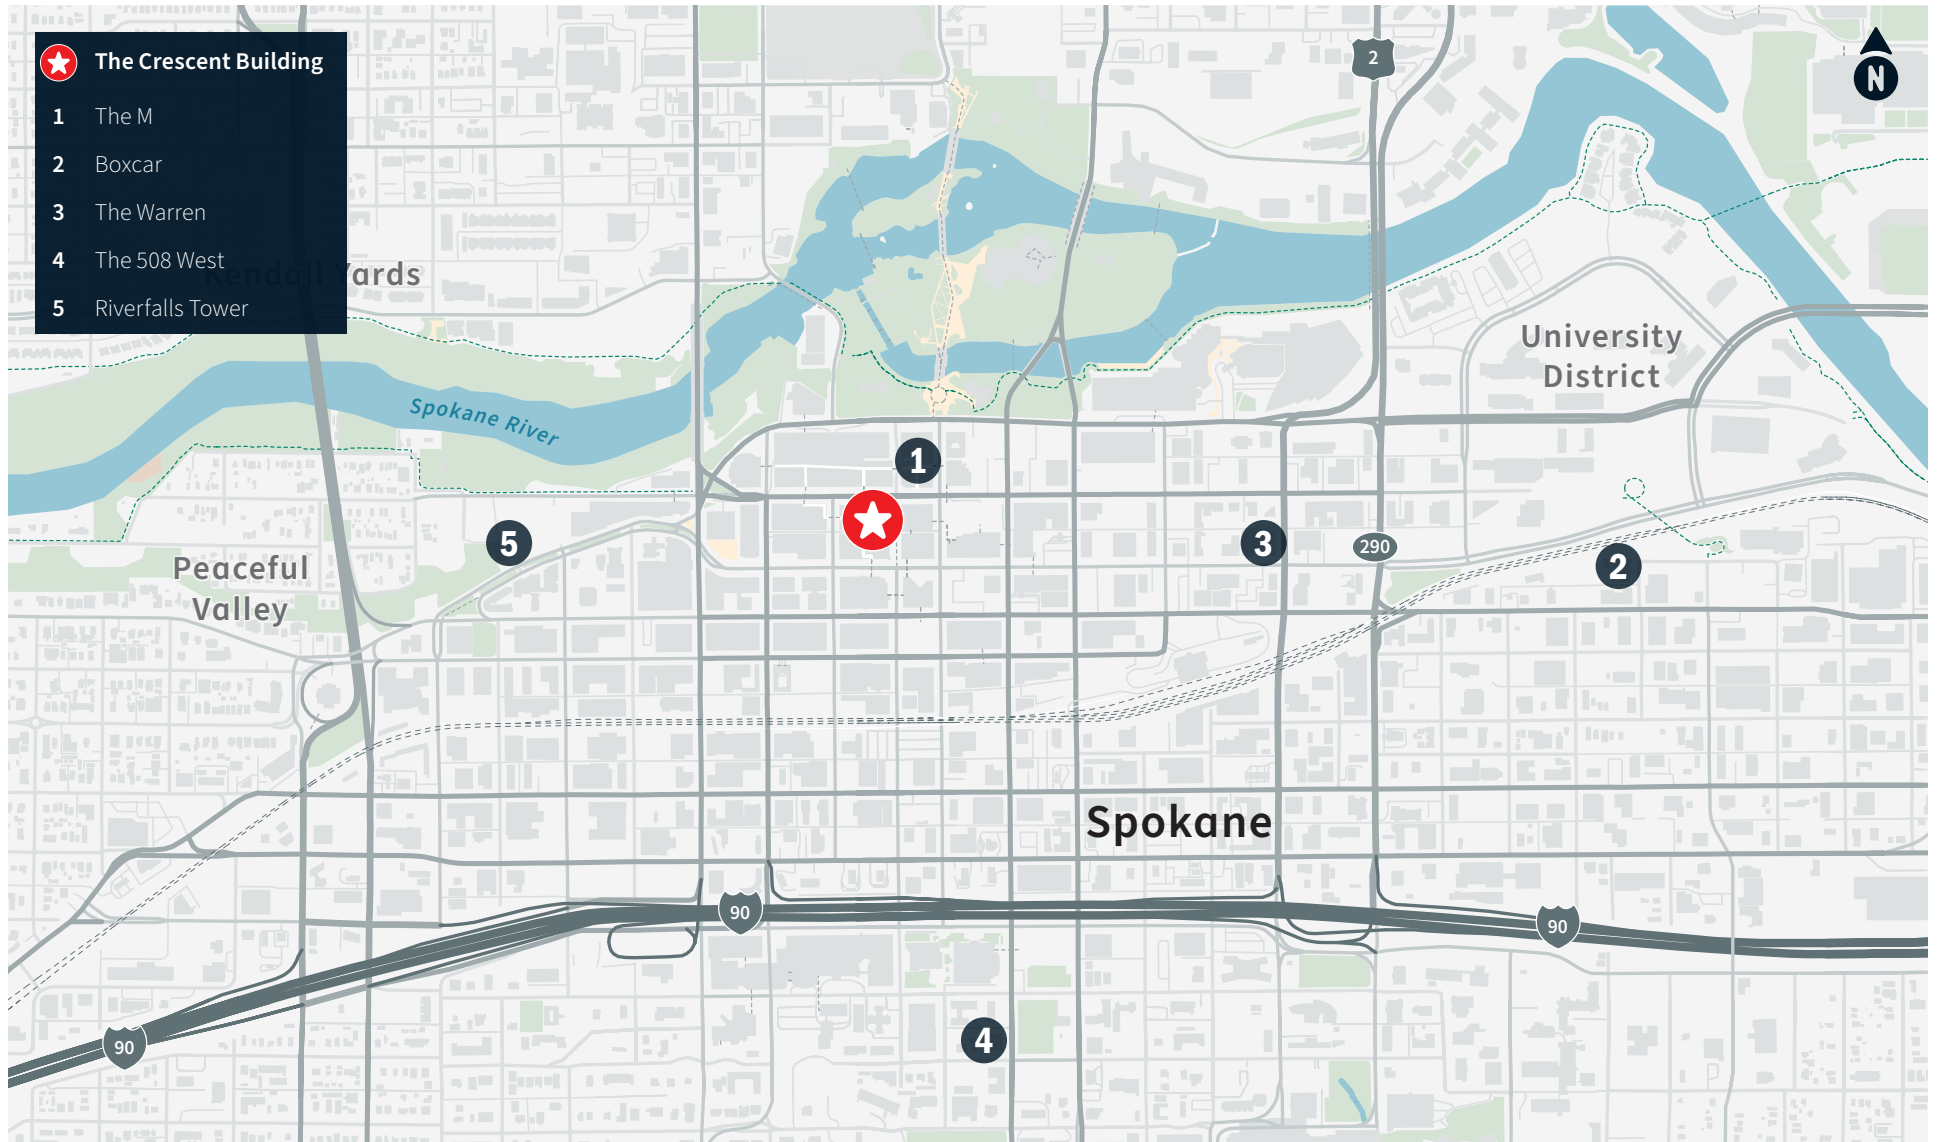 The Crescent Building
1 The M
2 Boxcar
3 The Warren
4 The 508 West
5 Riverfalls Tower
Kendall Yards
2
N
University
District
Spokane River
1
5
3
290
2
Peaceful
Valley
Spokane
90
90
90
4